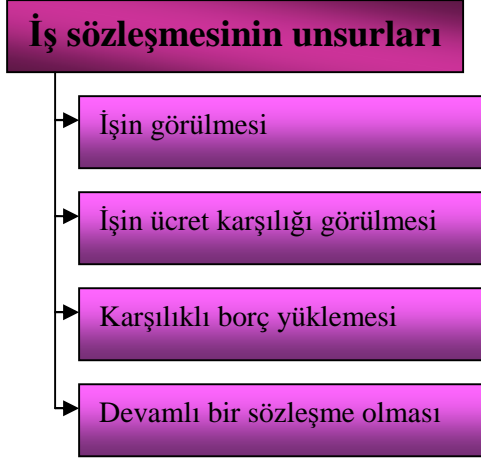 İş sözleşmesinin unsurları
İşin görülmesi
İşin ücret karşılığı görülmesi
Karşılıklı borç yüklemesi
Devamlı bir sözleşme olması